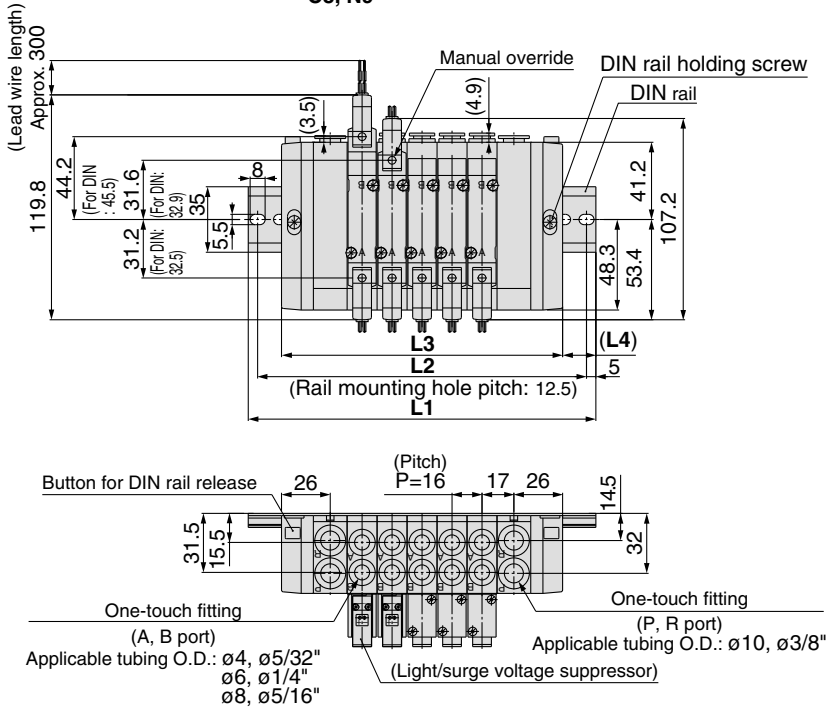 (Lead wire length)
Approx. 300
Manual override
DIN rail holding screw
DIN rail
(3.5)
(4.9)
119.8
44.2
(For DIN
: 45.5)
31.6
(For DIN:
32.9)
35
8
5.5
31.2
(For DIN:
32.5)
B
B
B
B
A
A
A
A
A
41.2
107.2
48.3
53.4
L3
(L4)
L2
5
(Rail mounting hole pitch: 12.5)
L1
Button for DIN rail release
26
(Pitch)
P=16
17
26
14.5
31.5
15.5
32
One-touch fitting
(A, B port)
Applicable tubing O.D.: ø4, ø5/32"
ø6, ø1/4"
ø8, ø5/16"
(Light/surge voltage suppressor)
One-touch fitting
(P, R port)
Applicable tubing O.D.: ø10, ø3/8"